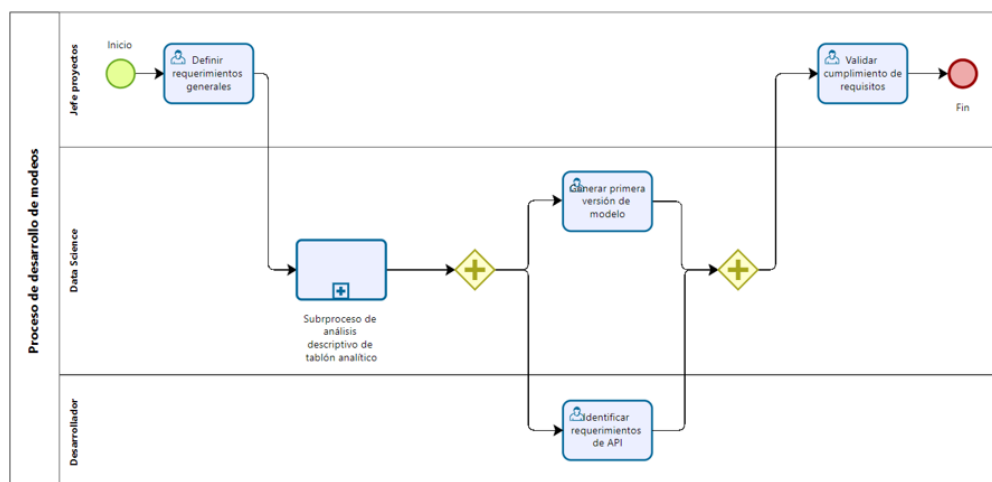 Proceso de desarrollo de modeos
Jefe proyectos
Inicio
Definir
requerimientos
generales
Validar
cumplimiento de
requisitos
Fin
Data Science
Generar primera
versión de
modelo
Subrproceso de
análisis
descriptivo de
tablón analítico
Desarrollador
Identificar
requerimientos
de API